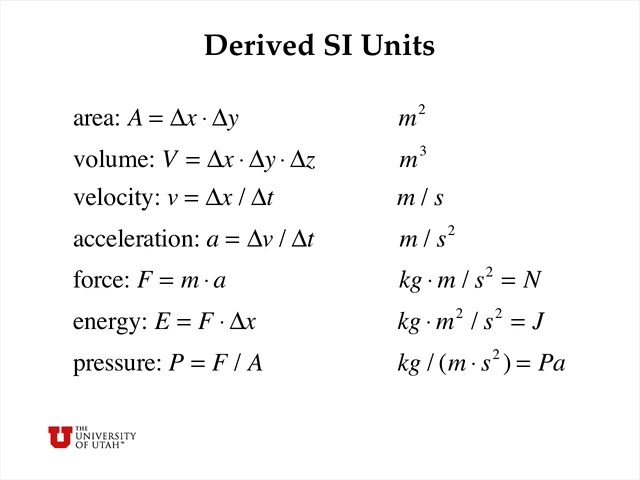 Derived SI Units
area: A = Δx · Δy    m²
volume: V = Δx · Δy · Δz    m³
velocity: v = Δx / Δt    m / s
acceleration: a = Δv / Δt    m / s²
force: F = m · a    kg · m / s² = N
energy: E = F · Δx    kg · m² / s² = J
pressure: P = F / A    kg / (m · s²) = Pa
U THE
UNIVERSITY
OF UTAH™